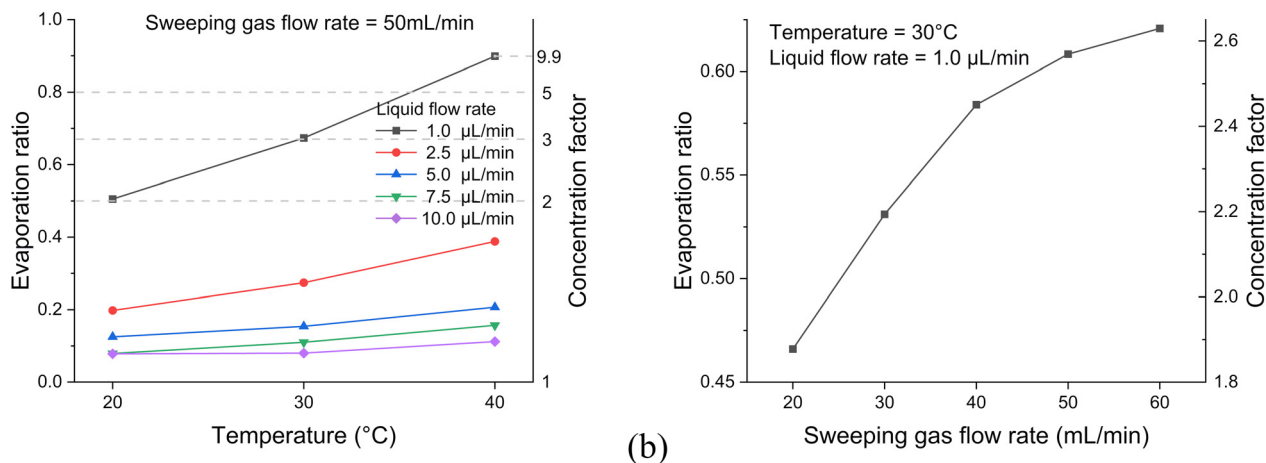 Sweeping gas flow rate = 50mL/min
1.0
0.8
0.6
0.4
0.2
0.0
Evaporation ratio
20
30
40
Temperature (°C)
9.9
5
3
2
1
Concentration factor
Liquid flow rate
1.0 µL/min
2.5 µL/min
5.0 µL/min
7.5 µL/min
10.0 µL/min
(b)
Temperature = 30°C
Liquid flow rate = 1.0 µL/min
0.60
0.55
0.50
0.45
Evaporation ratio
20
30
40
50
60
Sweeping gas flow rate (mL/min)
2.6
2.4
2.2
2.0
1.8
Concentration factor